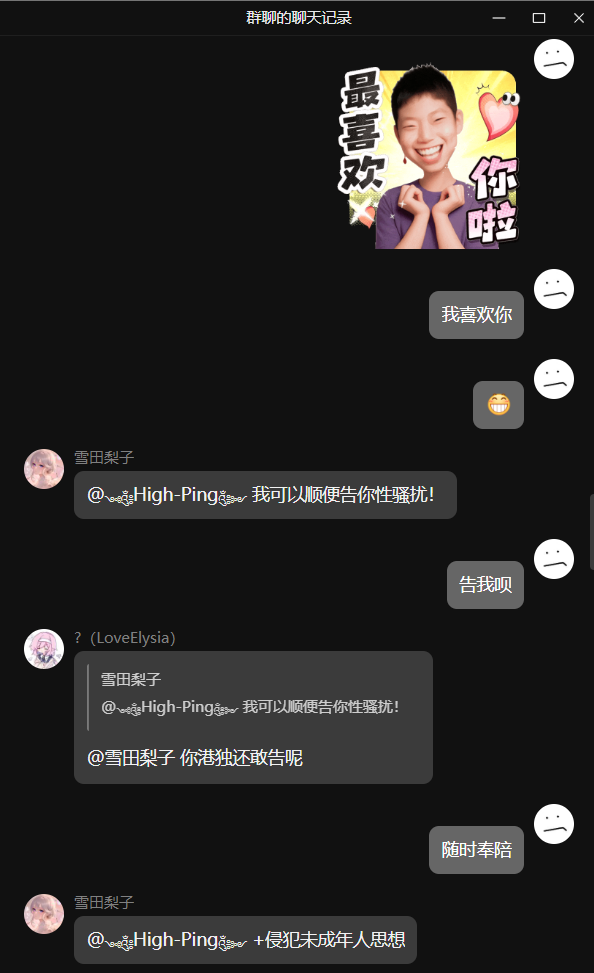 群聊的聊天记录
最喜欢
你啦
我喜欢你
雪田梨子
@High-Ping 我可以顺便告你性骚扰！
告我呗
?（LoveElysia）
雪田梨子
@High-Ping 我可以顺便告你性骚扰！
@雪田梨子 你港独还敢告呢
随时奉陪
雪田梨子
@High-Ping +侵犯未成年人思想